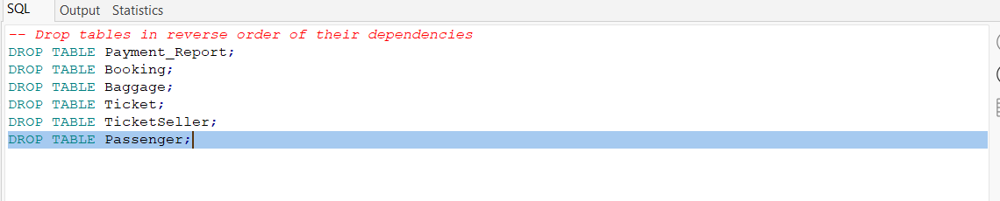 SQL Output Statistics
-- Drop tables in reverse order of their dependencies
DROP TABLE Payment_Report;
DROP TABLE Booking;
DROP TABLE Baggage;
DROP TABLE Ticket;
DROP TABLE TicketSeller;
DROP TABLE Passenger;